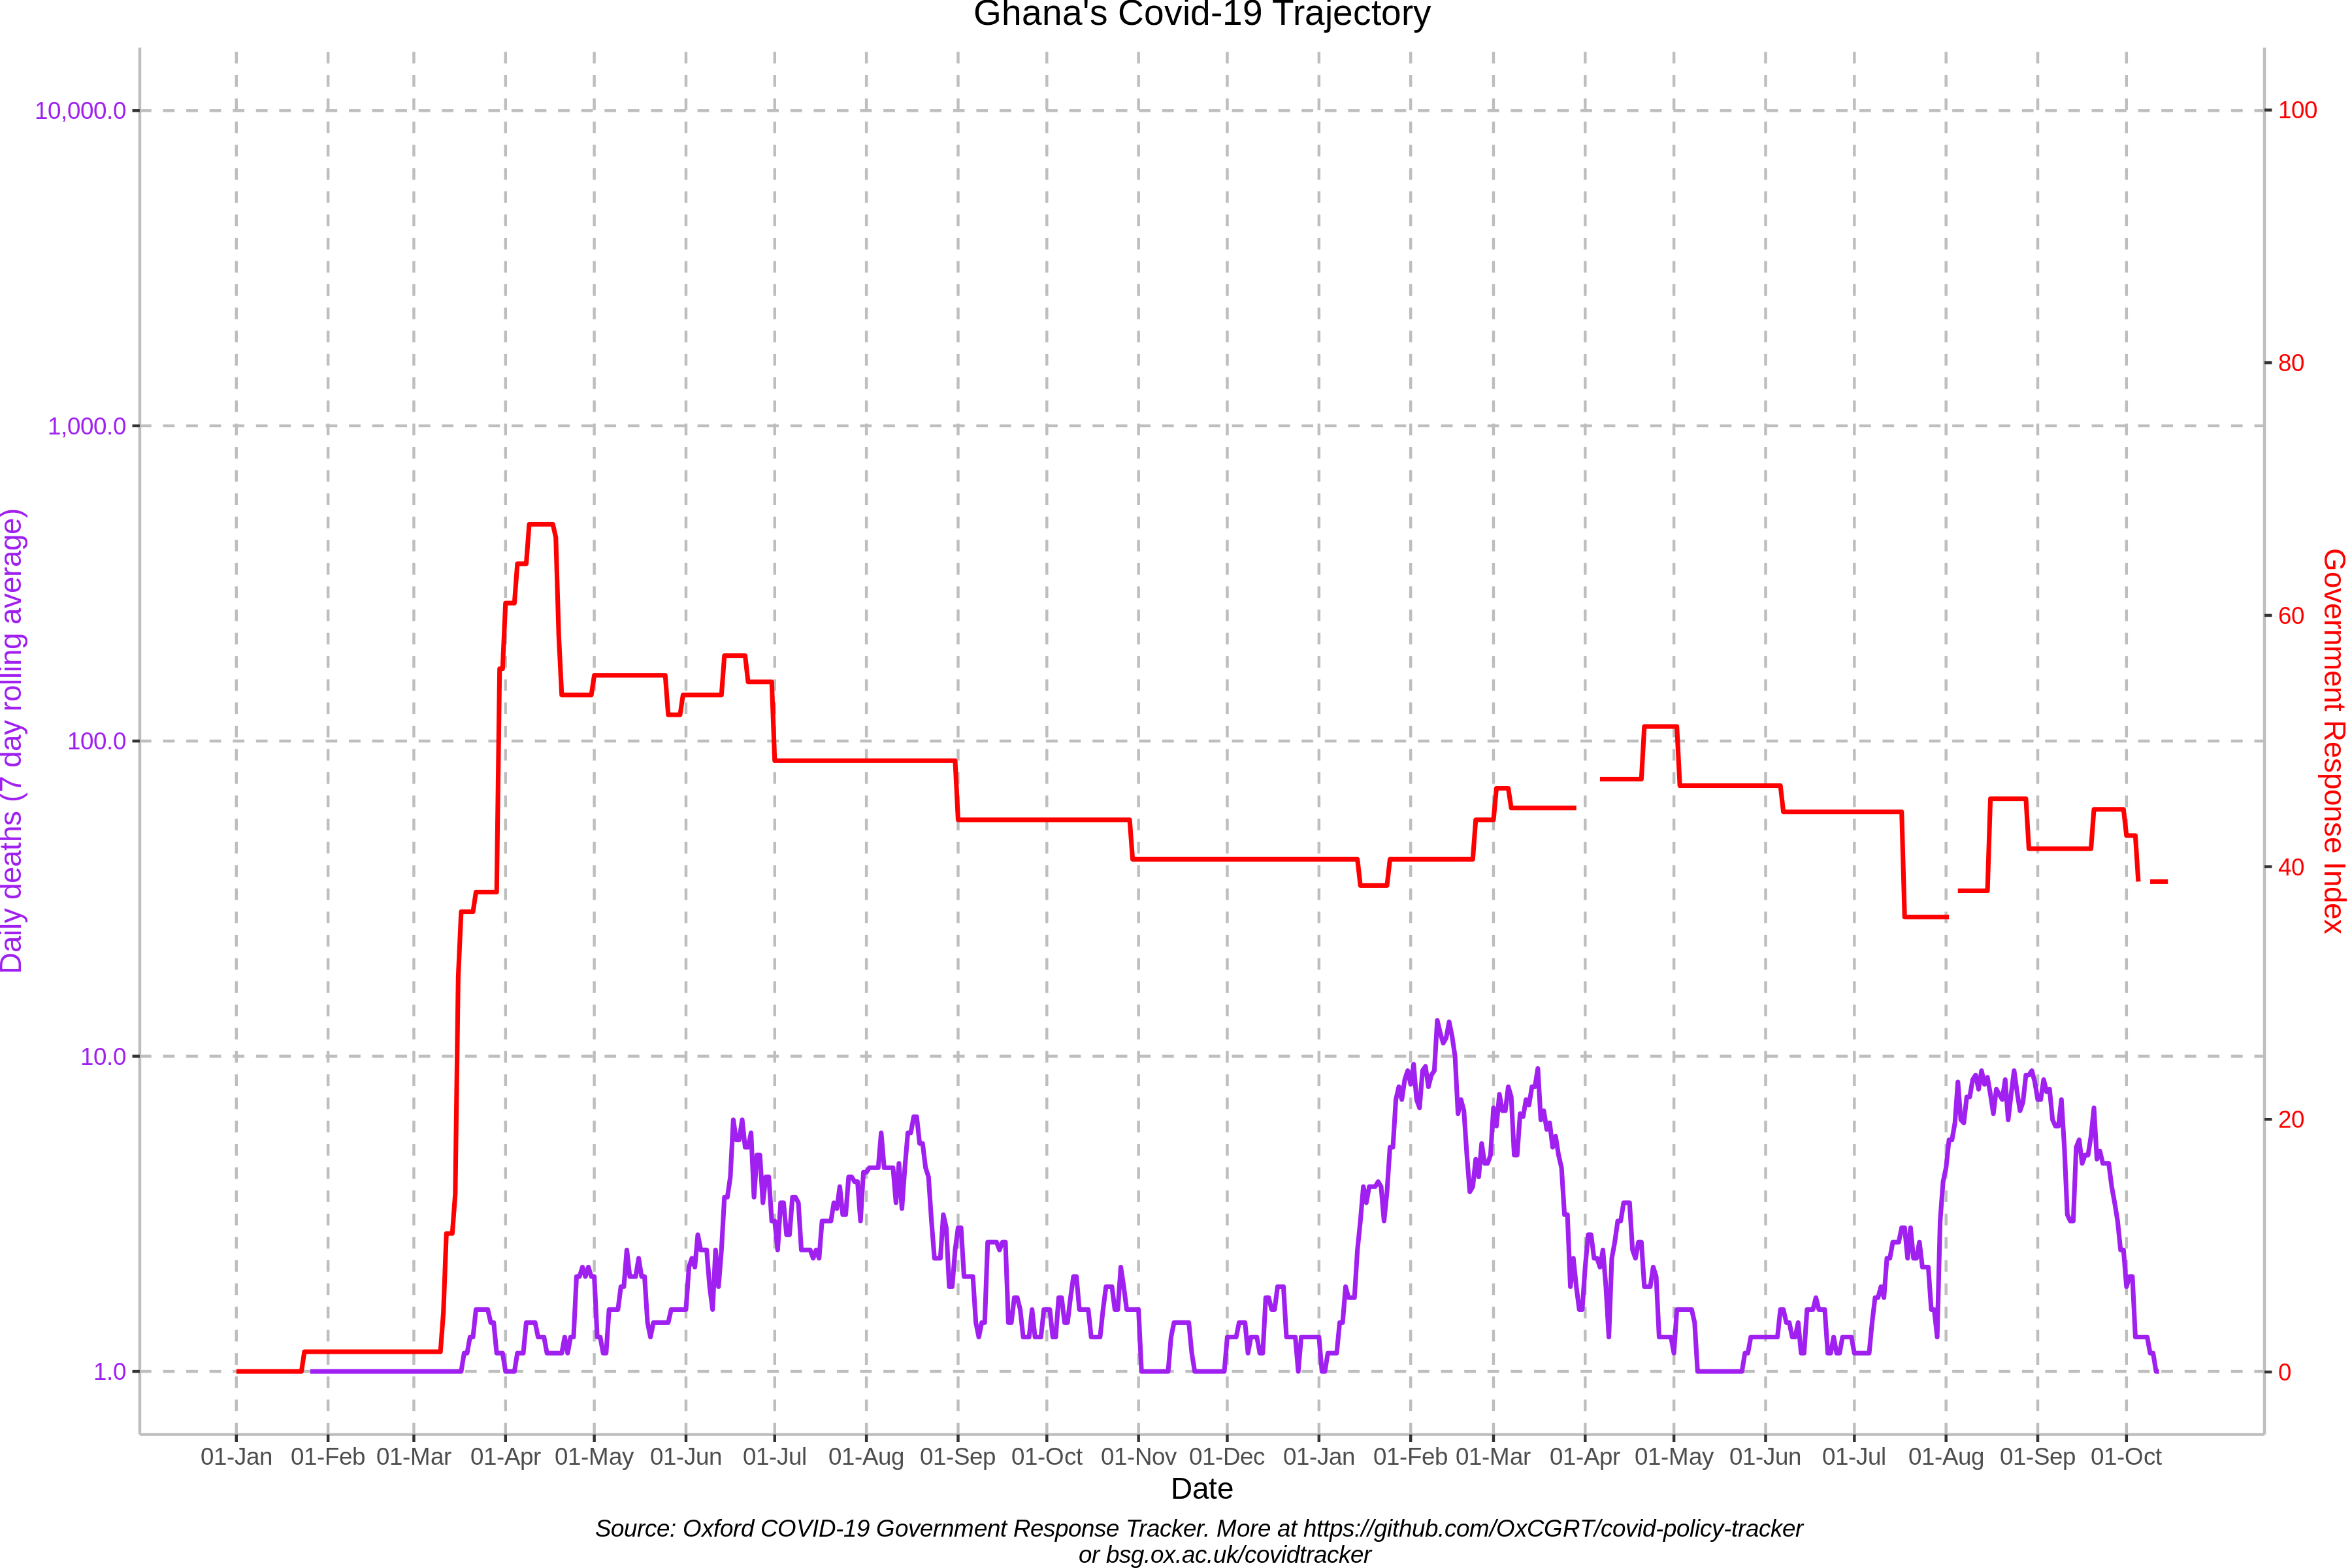 Ghana's Covid-19 Trajectory
10,000.0
1,000.0
100.0
10.0
1.0
Daily deaths (7 day rolling average)
100
80
60
40
20
0
Government Response Index
01-Jan 01-Feb 01-Mar 01-Apr 01-May 01-Jun 01-Jul 01-Aug 01-Sep 01-Oct 01-Nov 01-Dec 01-Jan 01-Feb 01-Mar 01-Apr 01-May 01-Jun 01-Jul 01-Aug 01-Sep 01-Oct
Date
Source: Oxford COVID-19 Government Response Tracker. More at https://github.com/OxCGRT/covid-policy-tracker
or bsg.ox.ac.uk/covidtracker